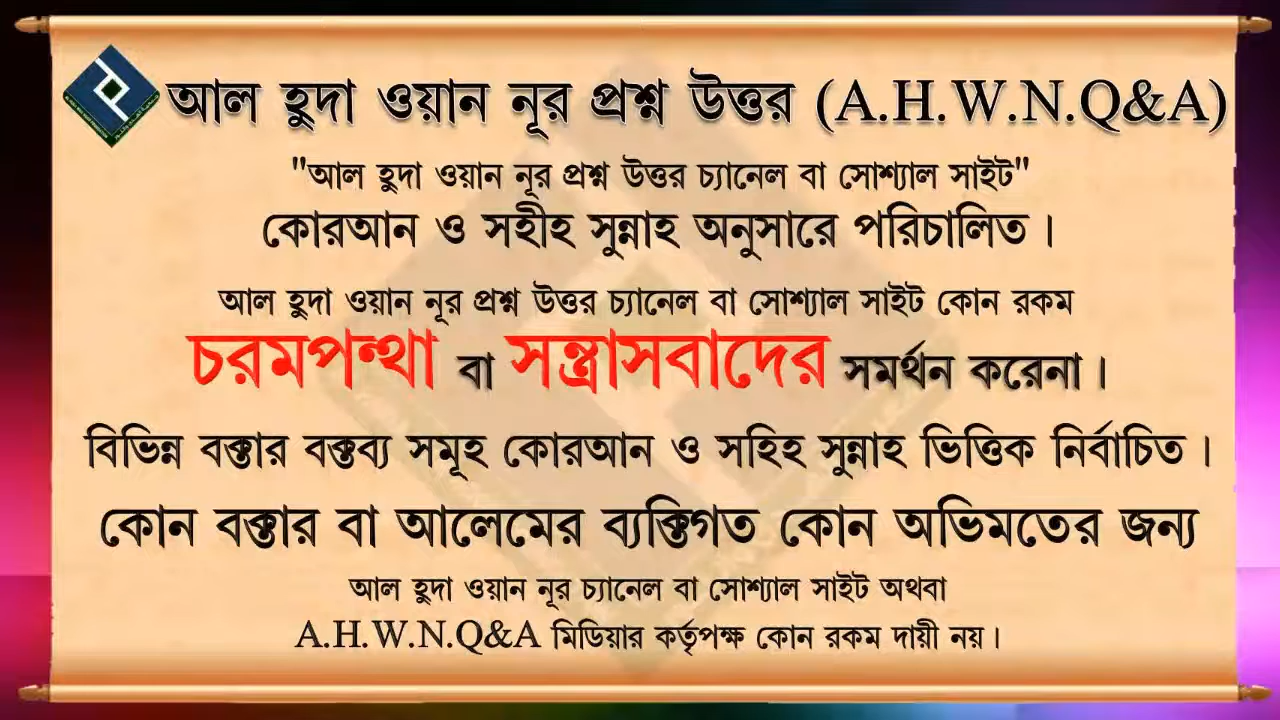 আল হুদা ওয়ান নূর প্রশ্ন উত্তর (A.H.W.N.Q&A)
"আল হুদা ওয়ান নূর প্রশ্ন উত্তর চ্যানেল বা সোশ্যাল সাইট"
কোরআন ও সহীহ সুন্নাহ অনুসারে পরিচালিত।
আল হুদা ওয়ান নূর প্রশ্ন উত্তর চ্যানেল বা সোশ্যাল সাইট কোন রকম
চরমপন্থা বা সন্ত্রাসবাদের সমর্থন করেনা।
বিভিন্ন বক্তার বক্তব্য সমূহ কোরআন ও সহিহ সুন্নাহ ভিত্তিক নির্বাচিত।
কোন বক্তার বা আলেমের ব্যক্তিগত কোন অভিমতের জন্য
আল হুদা ওয়ান নূর চ্যানেল বা সোশ্যাল সাইট অথবা
A.H.W.N.Q&A মিডিয়ার কর্তৃপক্ষ কোন রকম দায়ী নয়।